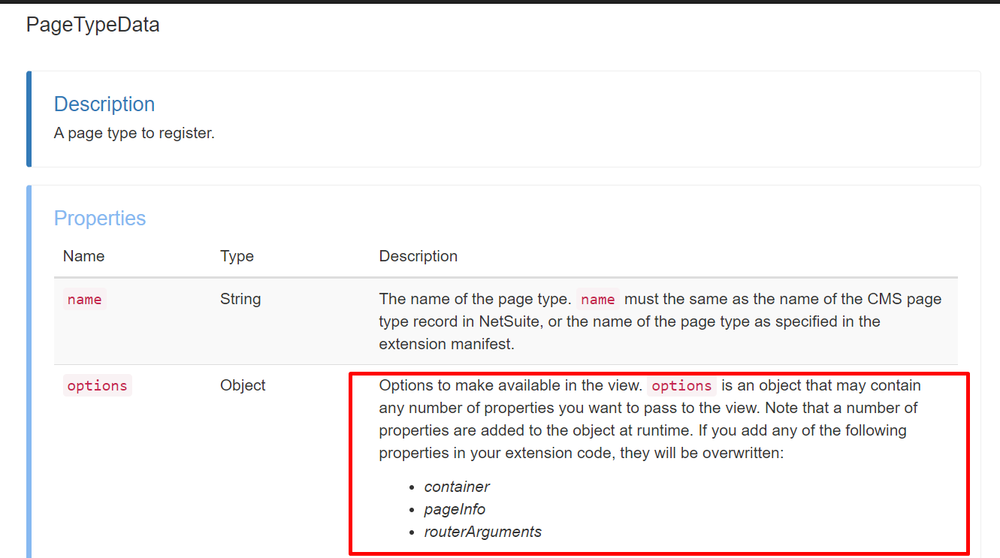 PageTypeData
Description
A page type to register.
Properties
Name Type Description
name String The name of the page type. name must the same as the name of the CMS page
type record in NetSuite, or the name of the page type as specified in the
extension manifest.
options Object Options to make available in the view. options is an object that may contain
any number of properties you want to pass to the view. Note that a number of
properties are added to the object at runtime. If you add any of the following
properties in your extension code, they will be overwritten:
• container
• pageInfo
• routerArguments